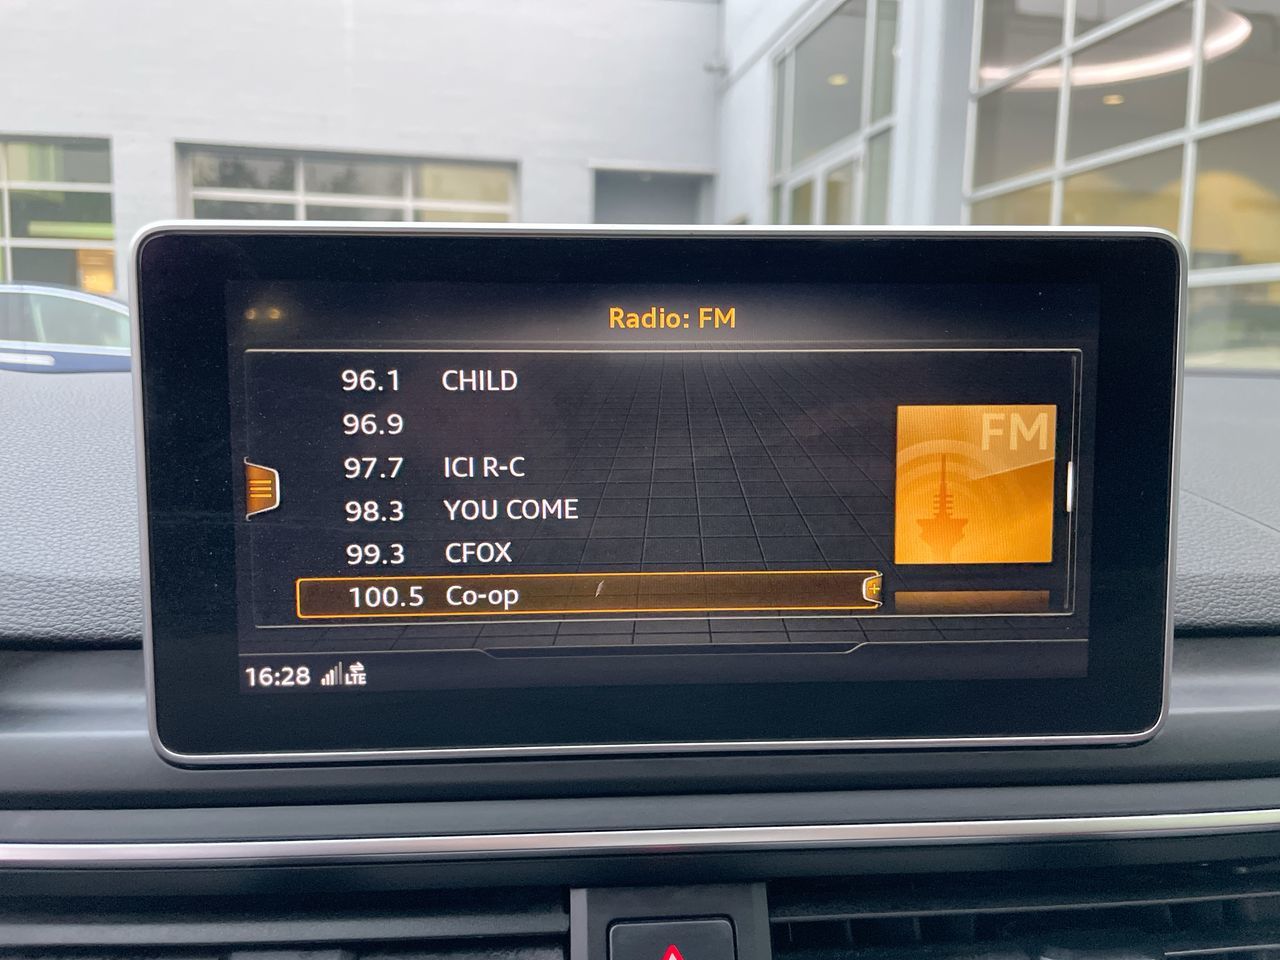 Radio: FM
96.1 CHILD
96.9
97.7 ICI R-C
98.3 YOU COME
99.3 CFOX
100.5 Co-op
FM
16:28 LTE